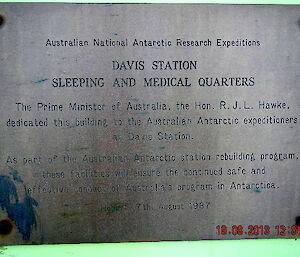 Australian National Antarctic Research Expeditions
DAVIS STATION
SLEEPING AND MEDICAL QUARTERS
The Prime Minister of Australia, the Hon. R.J.L. Hawke,
dedicated this building to the Australian Antarctic expeditioners
at Davis Station.
As part of the Australian Antarctic station rebuilding program,
these facilities will ensure the continued safe and
effective conduct of Australia's program in Antarctica.
Hobart 7th August 1987